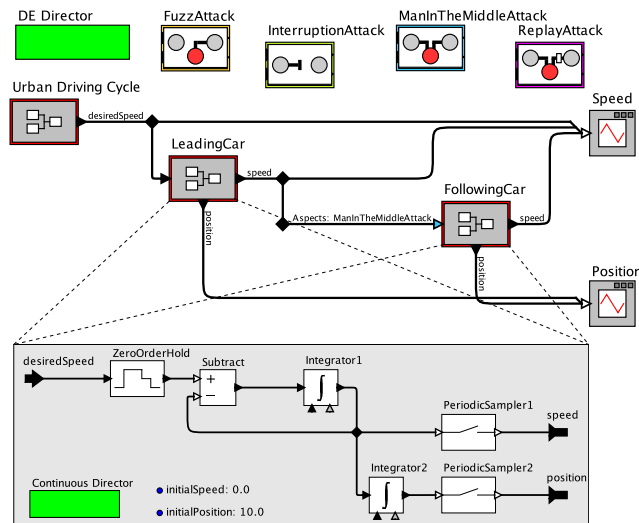 DE Director
FuzzAttack
InterruptionAttack
ManInTheMiddleAttack
ReplayAttack
Urban Driving Cycle
desiredSpeed
Speed
LeadingCar
speed
position
FollowingCar
Aspects: ManInTheMiddleAttack
speed
position
Position
desiredSpeed
ZeroOrderHold
Subtract
+
−
Integrator1
∫
PeriodicSampler1
speed
Integrator2
∫
PeriodicSampler2
position
Continuous Director
initialSpeed: 0.0
initialPosition: 10.0